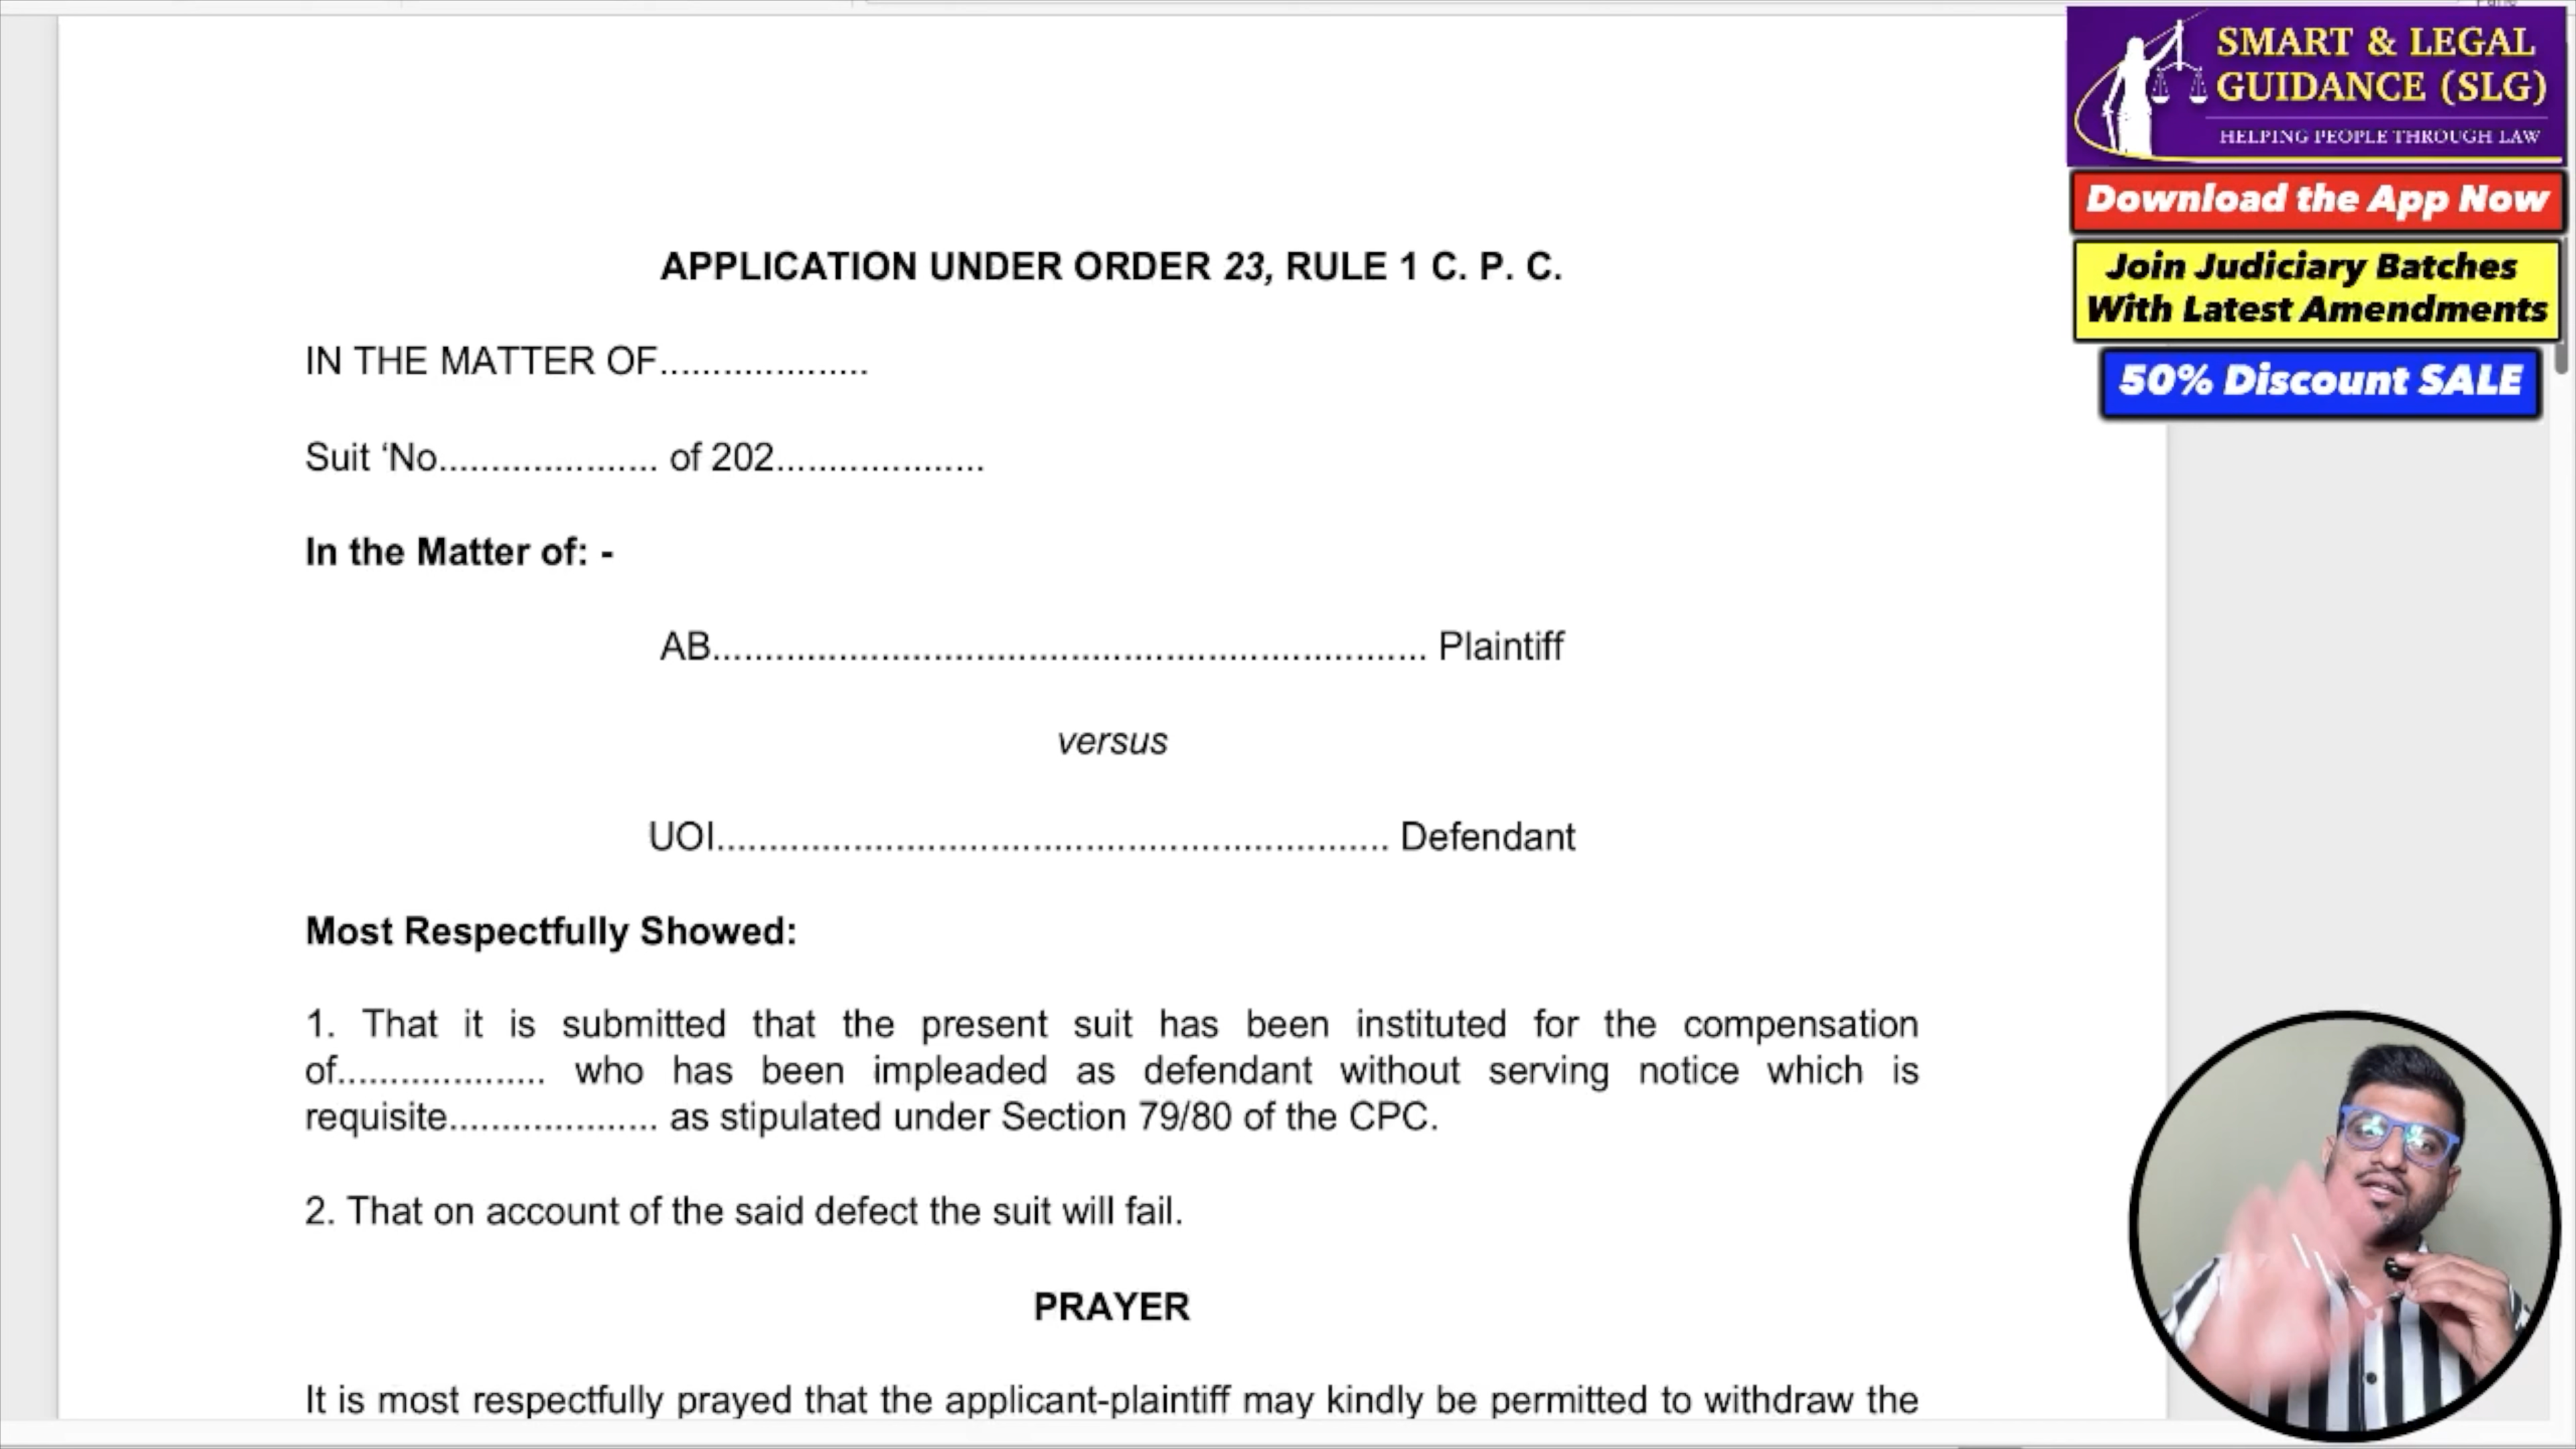 SMART & LEGAL
GUIDANCE (SLG)
HELPING PEOPLE THROUGH LAW
Download the App Now
Join Judiciary Batches
With Latest Amendments
50% Discount SALE
APPLICATION UNDER ORDER 23, RULE 1 C. P. C.
IN THE MATTER OF....................
Suit ‘No..................... of 202....................
In the Matter of: -
AB..................................................................... Plaintiff
versus
UOI................................................................. Defendant
Most Respectfully Showed:
1. That it is submitted that the present suit has been instituted for the compensation
of.................... who has been impleaded as defendant without serving notice which is
requisite.................... as stipulated under Section 79/80 of the CPC.
2. That on account of the said defect the suit will fail.
PRAYER
It is most respectfully prayed that the applicant-plaintiff may kindly be permitted to withdraw the